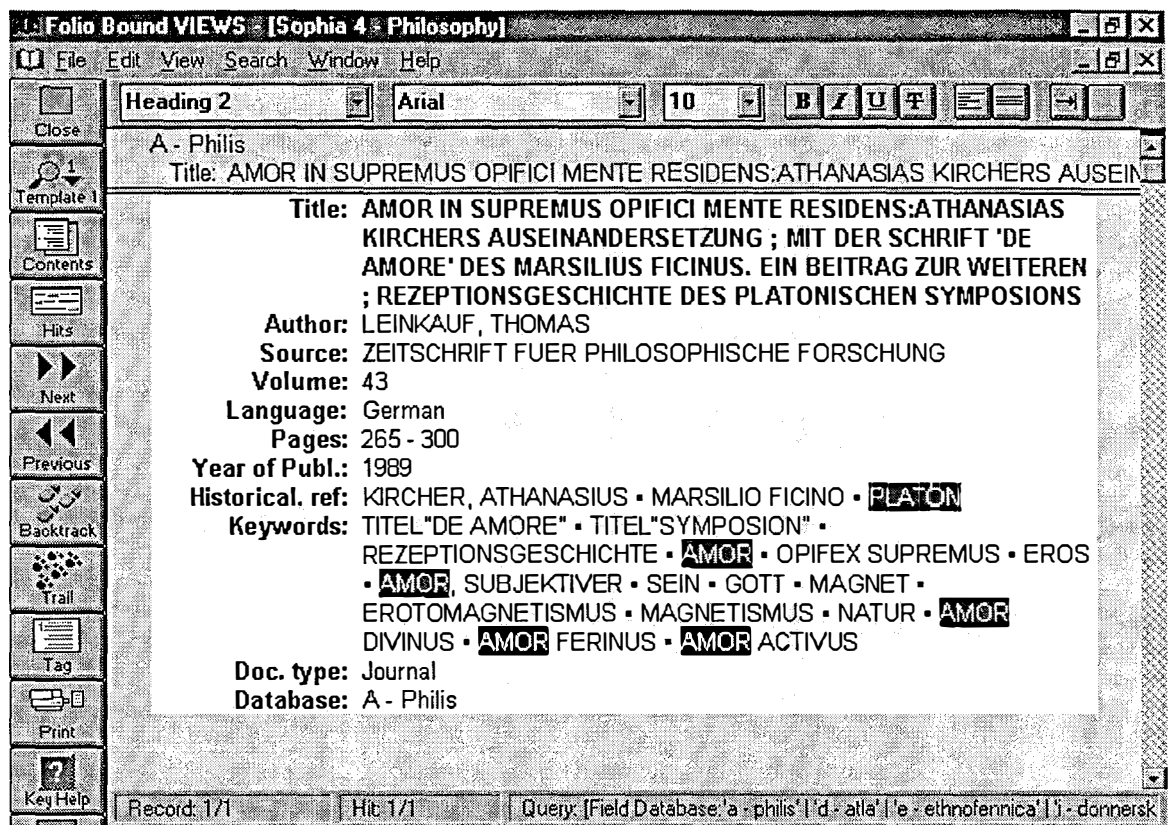 Folio Bound VIEWS - [Sophia 4 - Philosophy]
File Edit View Search Window Help
Heading 2 Arial 10 B I U T
Close
Template 1
Contents
Hits
Next
Previous
Backtrack
Trail
Tag
Print
Key Help
A - Philis
Title: AMOR IN SUPREMUS OPIFICI MENTE RESIDENS:ATHANASIAS KIRCHERS AUSEIN
Title: AMOR IN SUPREMUS OPIFICI MENTE RESIDENS:ATHANASIAS
KIRCHERS AUSEINANDERSETZUNG ; MIT DER SCHRIFT 'DE
AMORE' DES MARSILIUS FICINUS. EIN BEITRAG ZUR WEITEREN
; REZEPTIONSGESCHICHTE DES PLATONISCHEN SYMPOSIONS
Author: LEINKAUF, THOMAS
Source: ZEITSCHRIFT FUER PHILOSOPHISCHE FORSCHUNG
Volume: 43
Language: German
Pages: 265 - 300
Year of Publ.: 1989
Historical. ref: KIRCHER, ATHANASIUS ▪ MARSILIO FICINO ▪ PLATON
Keywords: TITEL"DE AMORE" ▪ TITEL"SYMPOSION" ▪
REZEPTIONSGESCHICHTE ▪ AMOR ▪ OPIFEX SUPREMUS ▪ EROS
▪ AMOR, SUBJEKTIVER ▪ SEIN ▪ GOTT ▪ MAGNET ▪
EROTOMAGNETISMUS ▪ MAGNETISMUS ▪ NATUR ▪ AMOR
DIVINUS ▪ AMOR FERINUS ▪ AMOR ACTIVUS
Doc. type: Journal
Database: A - Philis
Record: 1/1 Hit: 1/1 Query: [Field Database:'a - philis' | 'd - atla' | 'e - ethnofennica' | 'i - donnersk